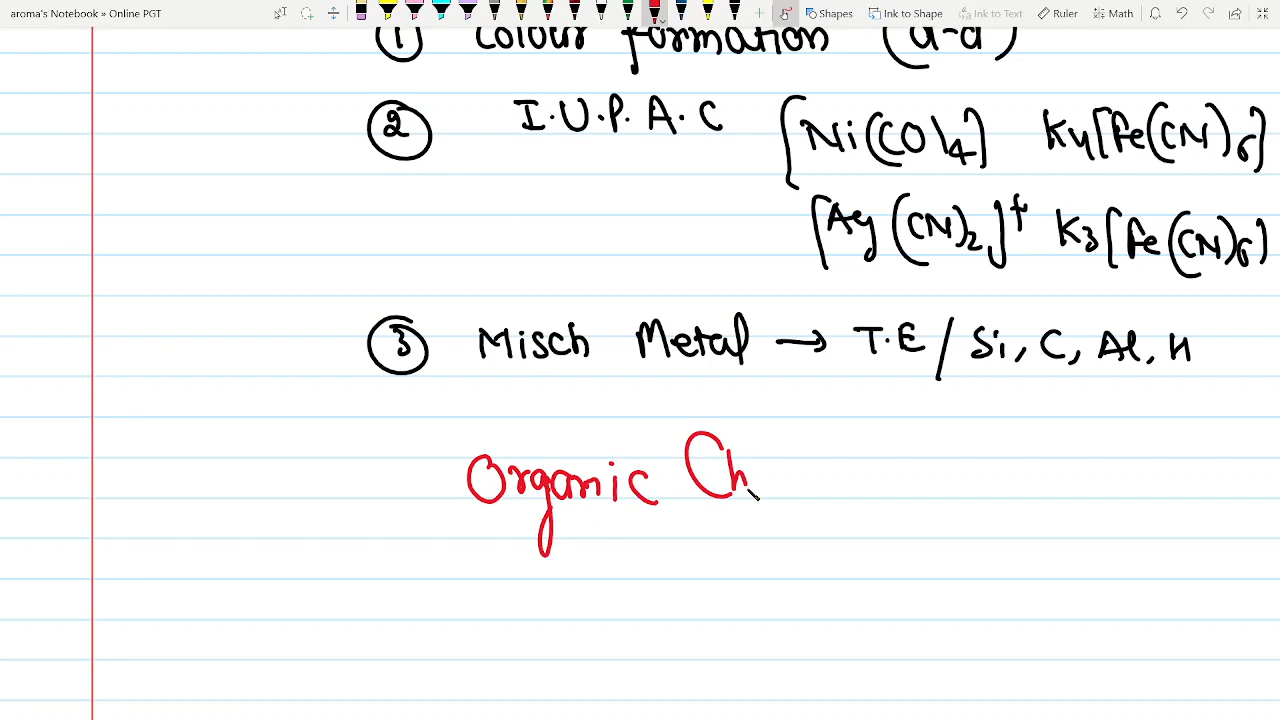 aroma's Notebook » Online PGT Shapes Ink to Shape Ink to Text Ruler Math
① Colour formation (d-d)
② I.U.P.A.C [Ni(CO)4] K4[Fe(CN)6]
[Ag(CN)2]+ K3[Fe(CN)6]
③ Misch Metal → T.E / Si, C, Al, H
Organic Ch